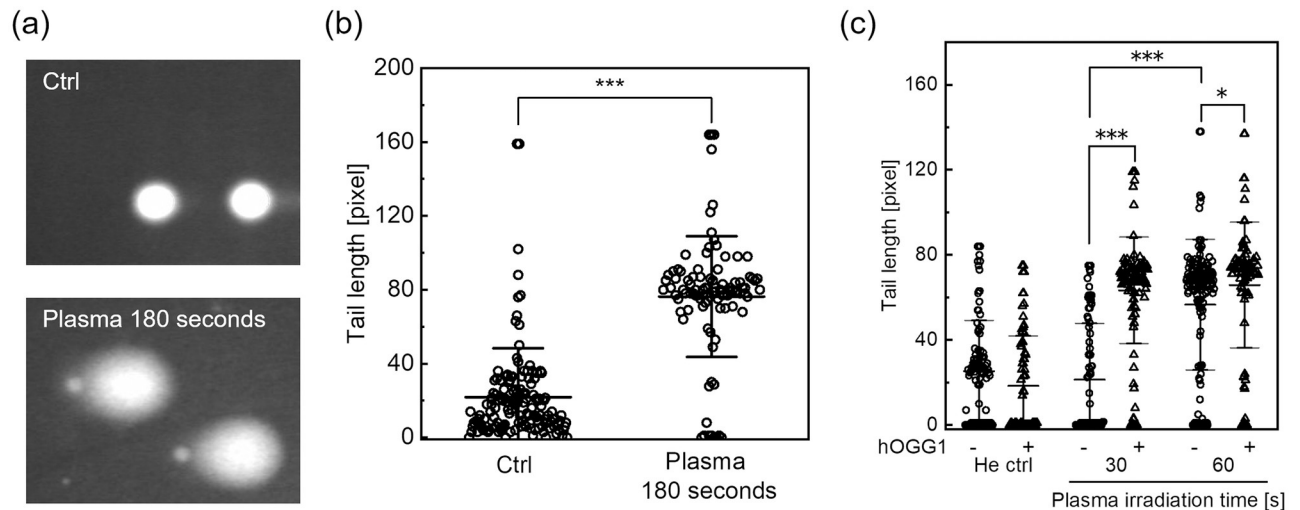 (a)
Ctrl
Plasma 180 seconds
(b)
200
160
120
80
40
0
Tail length [pixel]
***
Ctrl
Plasma
180 seconds
(c)
160
120
80
40
0
Tail length [pixel]
***
***
*
hOGG1 - + - + - +
He ctrl 30 60
Plasma irradiation time [s]